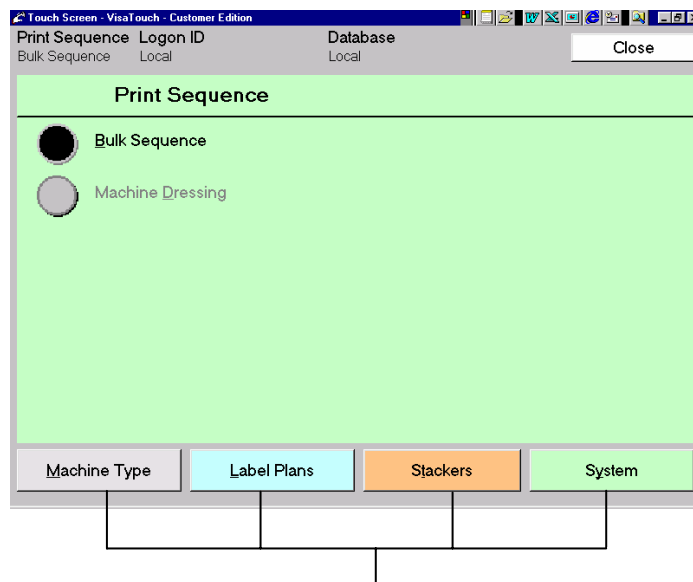 Touch Screen - VisaTouch - Customer Edition
Print Sequence Logon ID Database
Bulk Sequence Local Local
Close
Print Sequence
Bulk Sequence
Machine Dressing
Machine Type Label Plans Stackers System